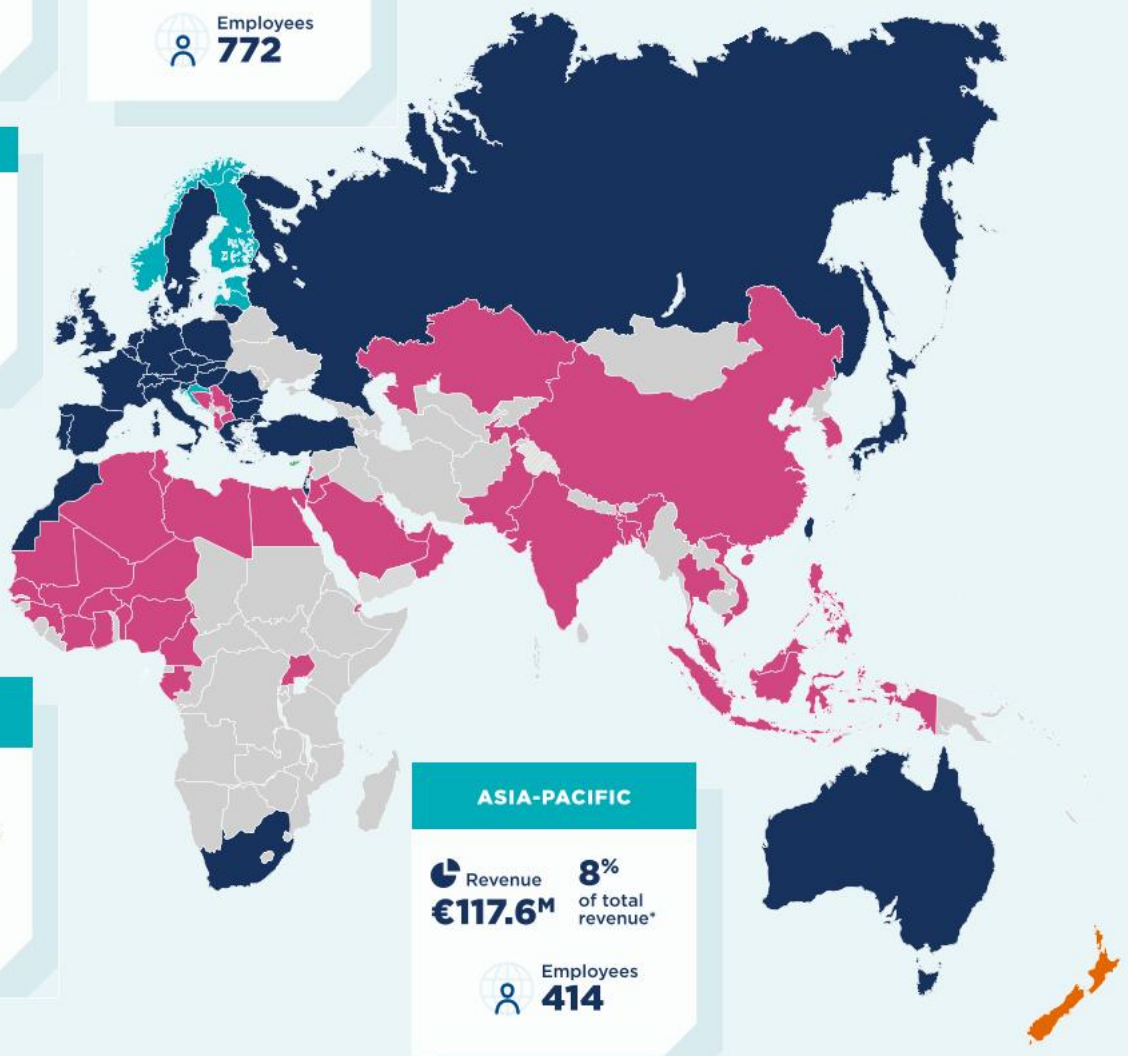 Employees
772
ASIA-PACIFIC
Revenue
€117.6M
8%
of total
revenue*
Employees
414